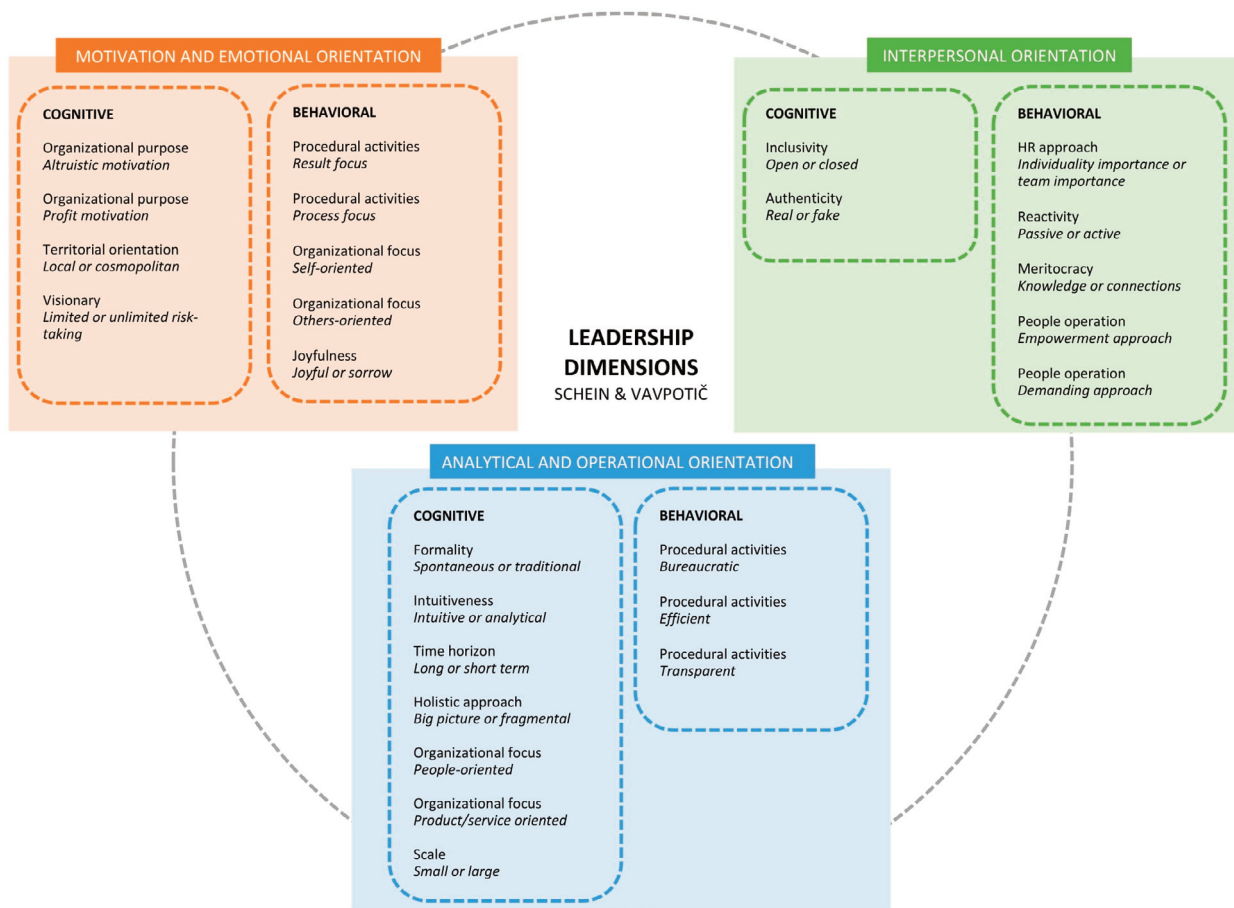 MOTIVATION AND EMOTIONAL ORIENTATION
COGNITIVE
Organizational purpose
Altruistic motivation
Organizational purpose
Profit motivation
Territorial orientation
Local or cosmopolitan
Visionary
Limited or unlimited risk-
taking
BEHAVIORAL
Procedural activities
Result focus
Procedural activities
Process focus
Organizational focus
Self-oriented
Organizational focus
Others-oriented
Joyfulness
Joyful or sorrow
INTERPERSONAL ORIENTATION
COGNITIVE
Inclusivity
Open or closed
Authenticity
Real or fake
BEHAVIORAL
HR approach
Individuality importance or
team importance
Reactivity
Passive or active
Meritocracy
Knowledge or connections
People operation
Empowerment approach
People operation
Demanding approach
LEADERSHIP
DIMENSIONS
SCHEIN & VAVPOTIČ
ANALYTICAL AND OPERATIONAL ORIENTATION
COGNITIVE
Formality
Spontaneous or traditional
Intuitiveness
Intuitive or analytical
Time horizon
Long or short term
Holistic approach
Big picture or fragmental
Organizational focus
People-oriented
Organizational focus
Product/service oriented
Scale
Small or large
BEHAVIORAL
Procedural activities
Bureaucratic
Procedural activities
Efficient
Procedural activities
Transparent